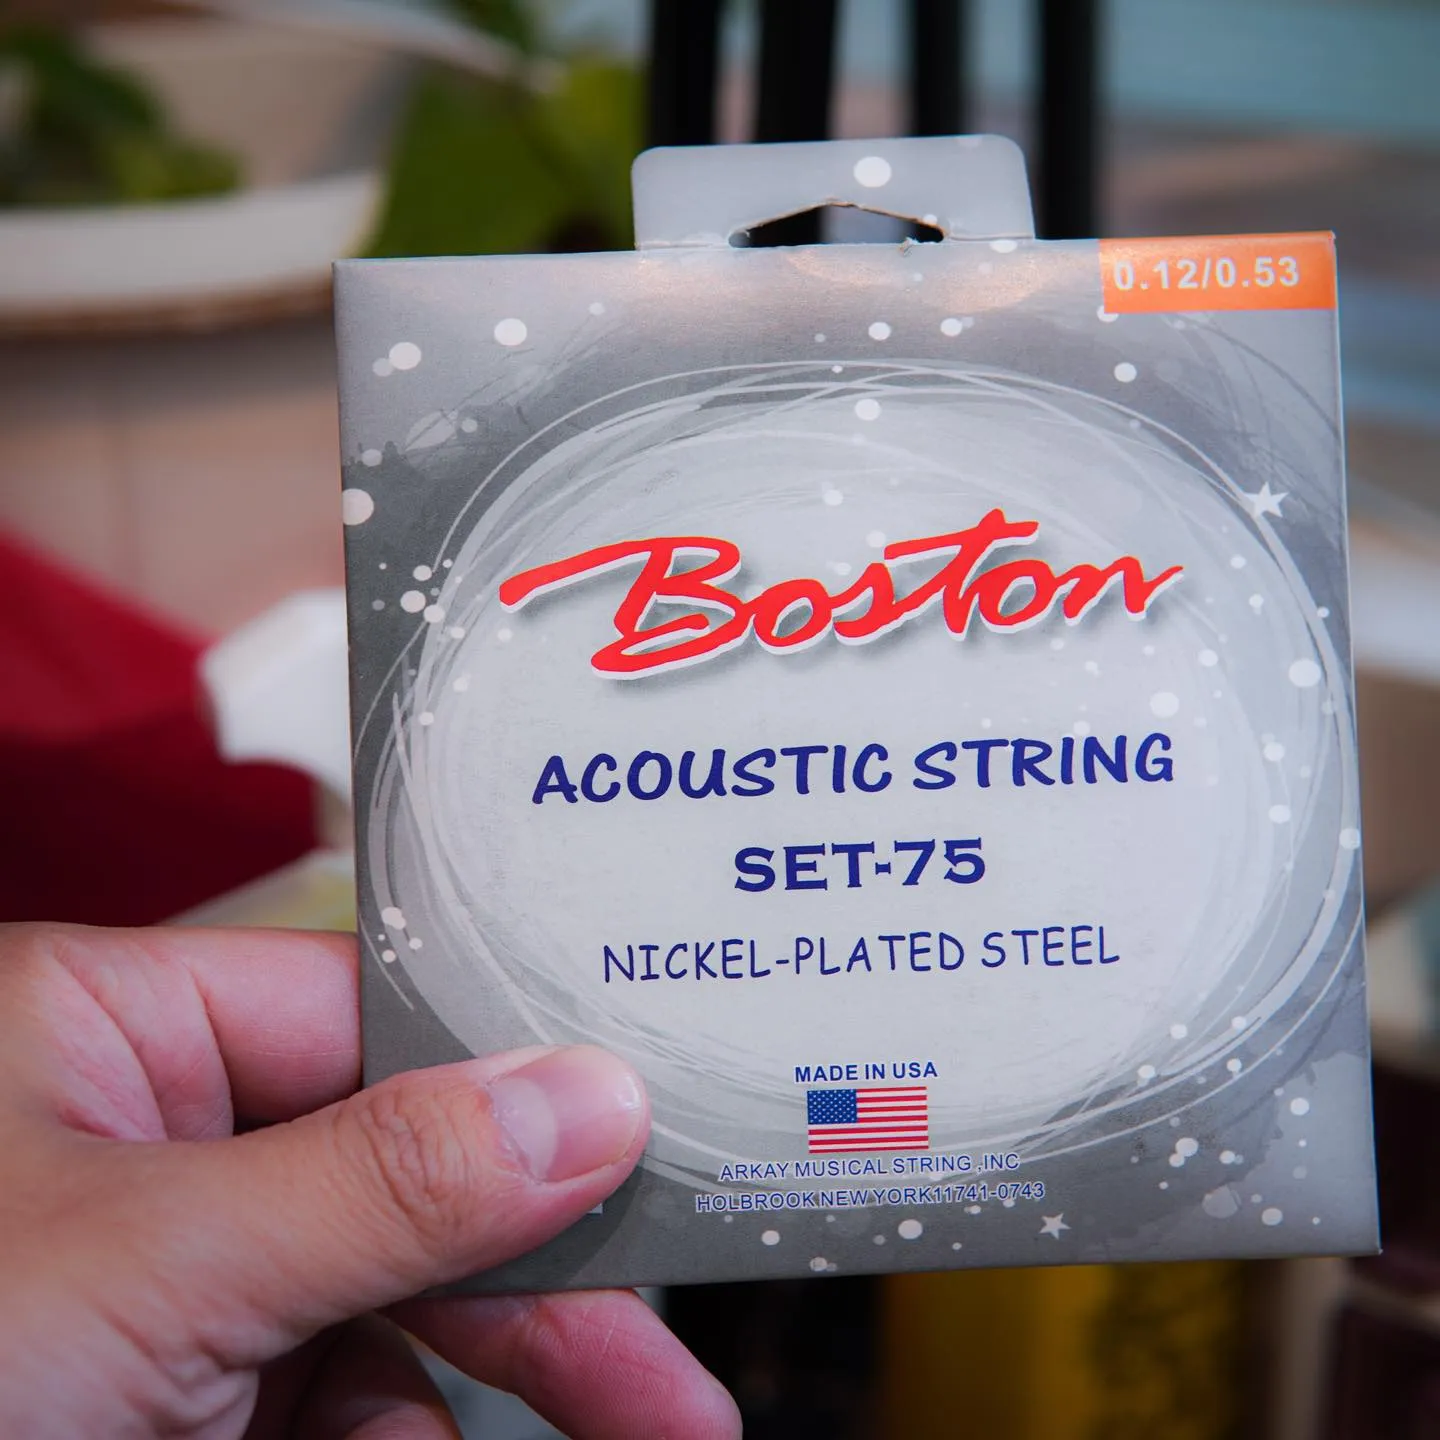 0.12/0.53
Boston
ACOUSTIC STRING
SET-75
NICKEL-PLATED STEEL
MADE IN USA
ARKAY MUSICAL STRING ,INC
HOLBROOK NEW YORK11741-0743